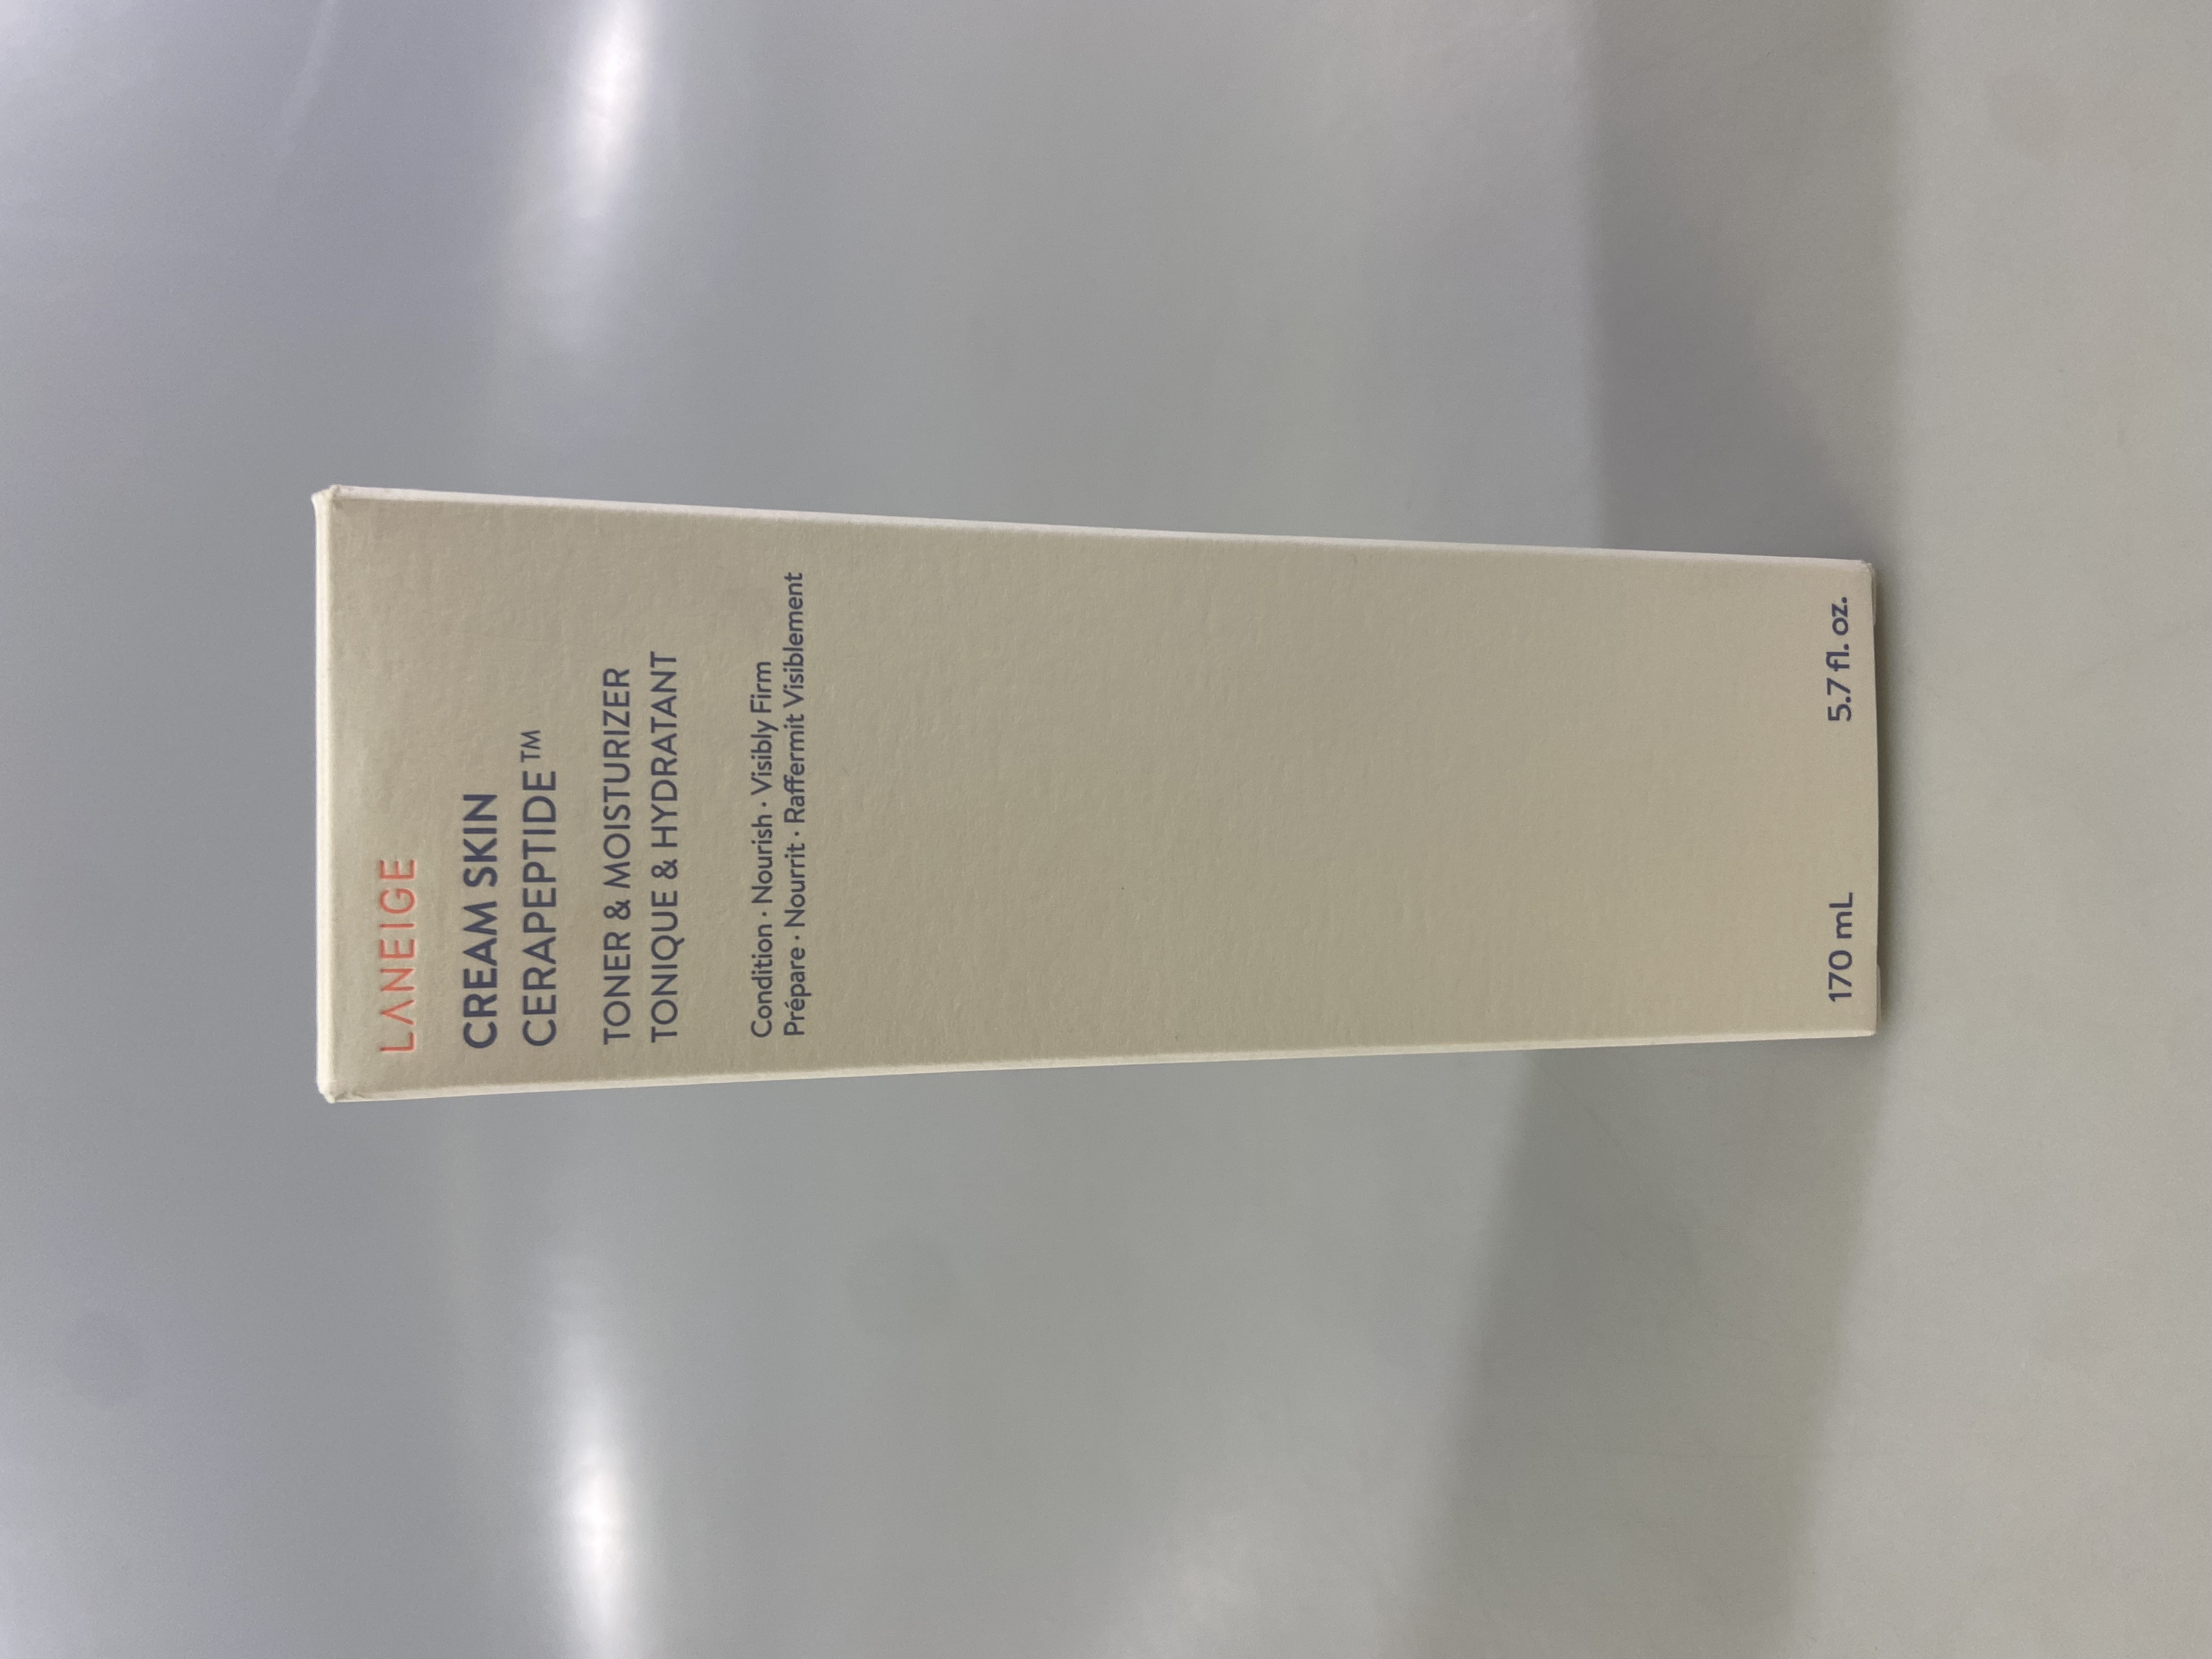 LANEIGE
CREAM SKIN
CERAPEPTIDE™
TONER & MOISTURIZER
TONIQUE & HYDRATANT
Condition · Nourish · Visibly Firm
Prépare · Nourrit · Raffermit Visiblement
170 mL 5.7 fl. oz.